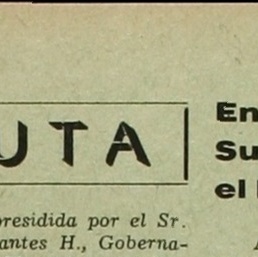 UTA
presidida por el Sr.
antes H., Goberna-
En
Su
el